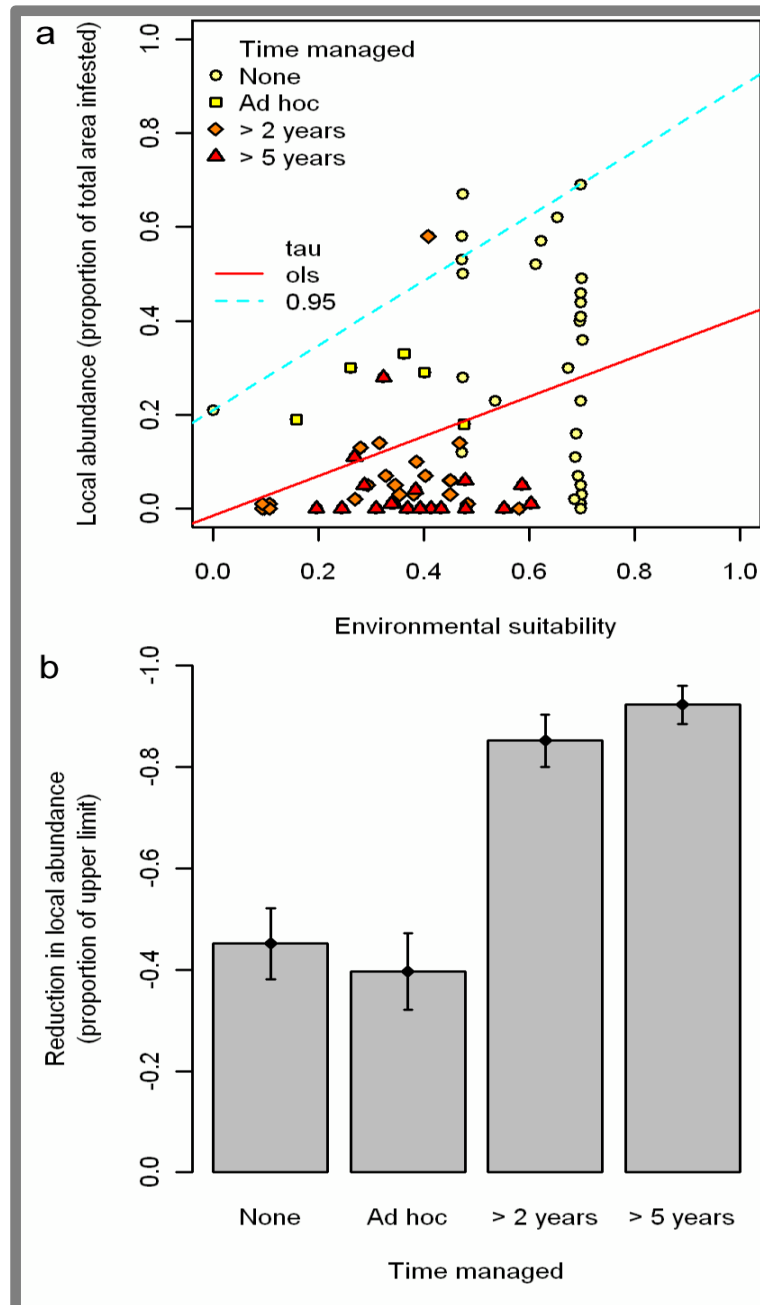 a
Local abundance (proportion of total area infested)
1.0
0.8
0.6
0.4
0.2
0.0
Time managed
None
Ad hoc
> 2 years
> 5 years
tau
ols
0.95
0.0 0.2 0.4 0.6 0.8 1.0
Environmental suitability
b
Reduction in local abundance
(proportion of upper limit)
-1.0
-0.8
-0.6
-0.4
-0.2
0.0
None Ad hoc > 2 years > 5 years
Time managed